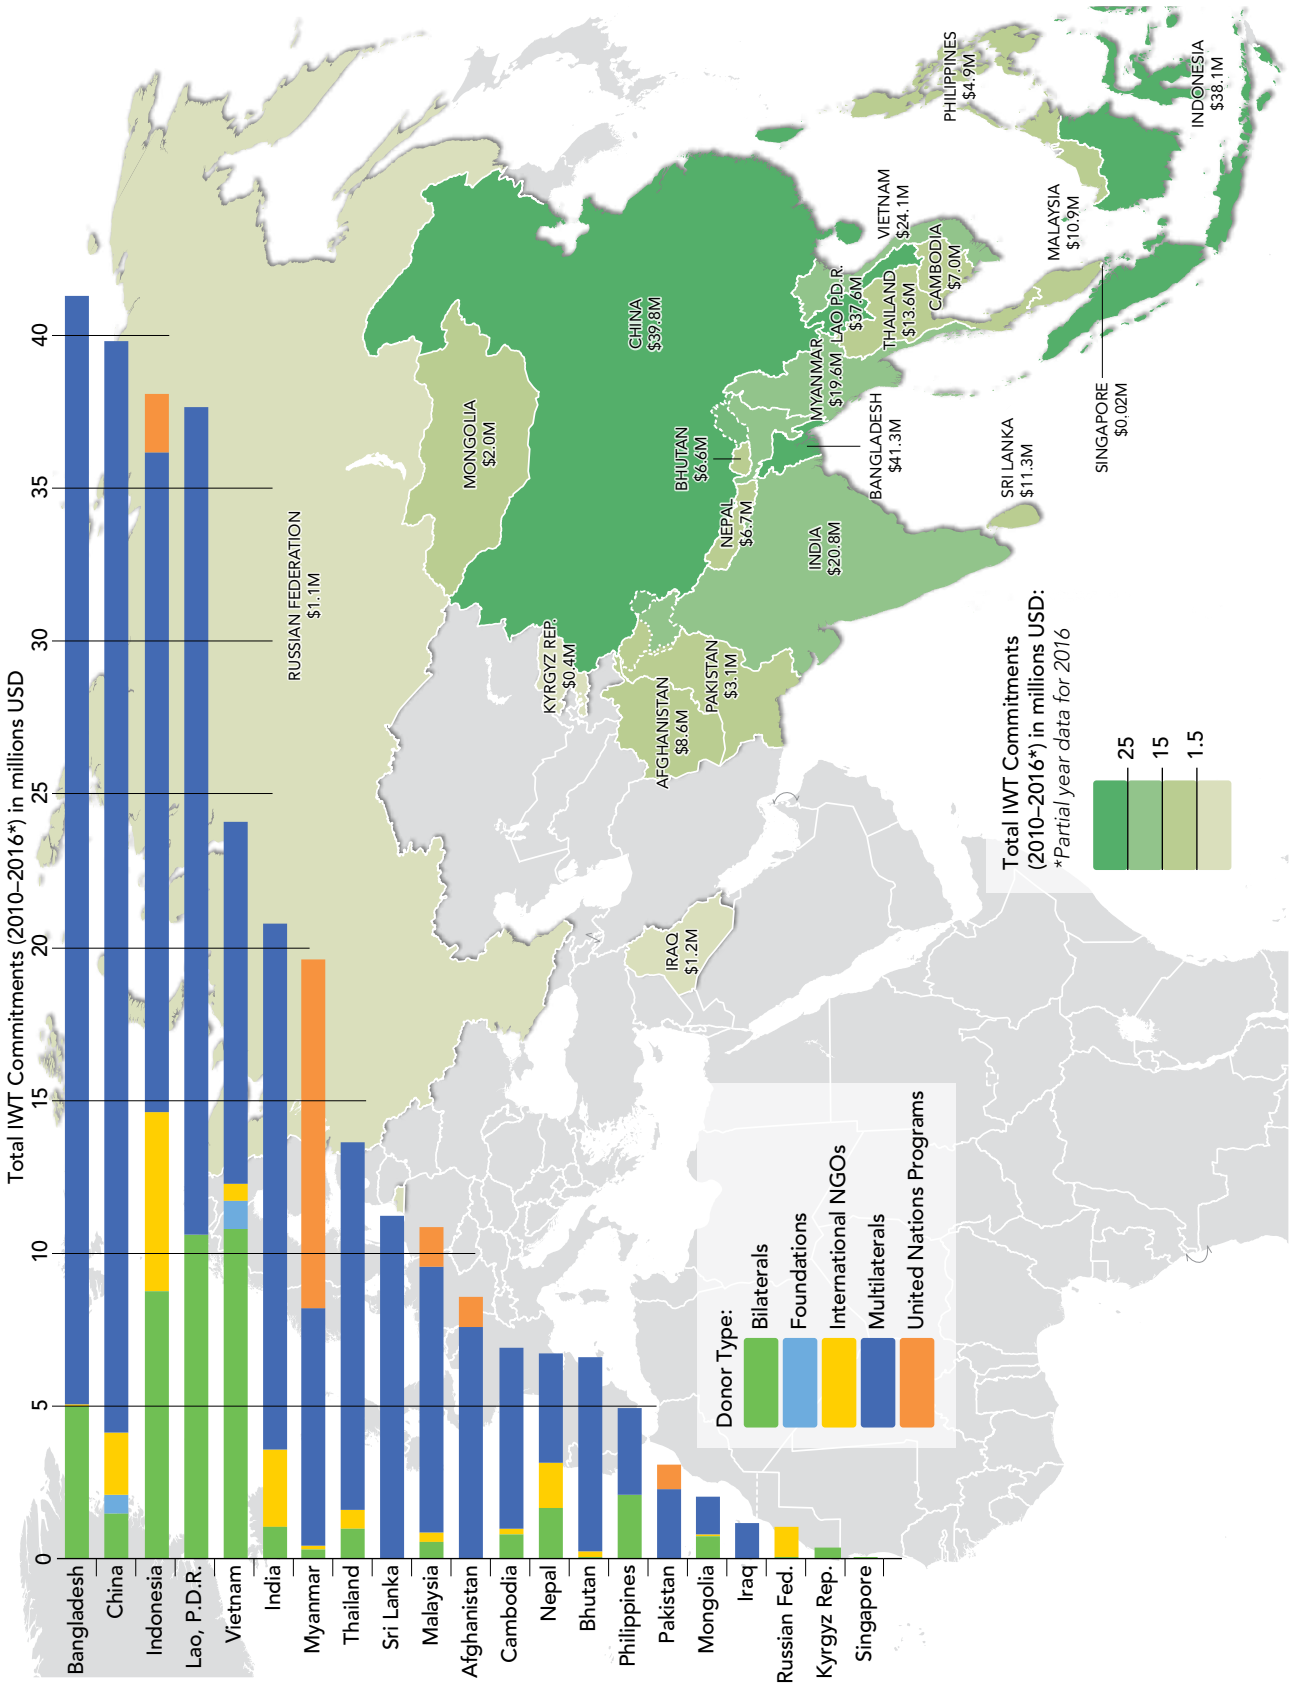 Total IWT Commitments (2010–2016*) in millions USD
0
5
10
15
20
25
30
35
40
Bangladesh
China
Indonesia
Lao, P.D.R.
Vietnam
India
Myanmar
Thailand
Sri Lanka
Malaysia
Afghanistan
Cambodia
Nepal
Bhutan
Philippines
Pakistan
Mongolia
Iraq
Russian Fed.
Kyrgyz Rep.
Singapore
Donor Type:
Bilaterals
Foundations
International NGOs
Multilaterals
United Nations Programs
RUSSIAN FEDERATION
$1.1M
MONGOLIA
$2.0M
KYRGYZ REP.
$0.4M
CHINA
$39.8M
IRAQ
$1.2M
AFGHANISTAN
$8.6M
PAKISTAN
$3.1M
NEPAL
$6.7M
BHUTAN
$6.6M
INDIA
$20.8M
BANGLADESH
$41.3M
MYANMAR
$19.6M
LAO P.D.R.
$37.6M
VIETNAM
$24.1M
THAILAND
$13.6M
CAMBODIA
$7.0M
PHILIPPINES
$4.9M
MALAYSIA
$10.9M
INDONESIA
$38.1M
SINGAPORE
$0.02M
SRI LANKA
$11.3M
Total IWT Commitments
(2010–2016*) in millions USD:
*Partial year data for 2016
25
15
1.5